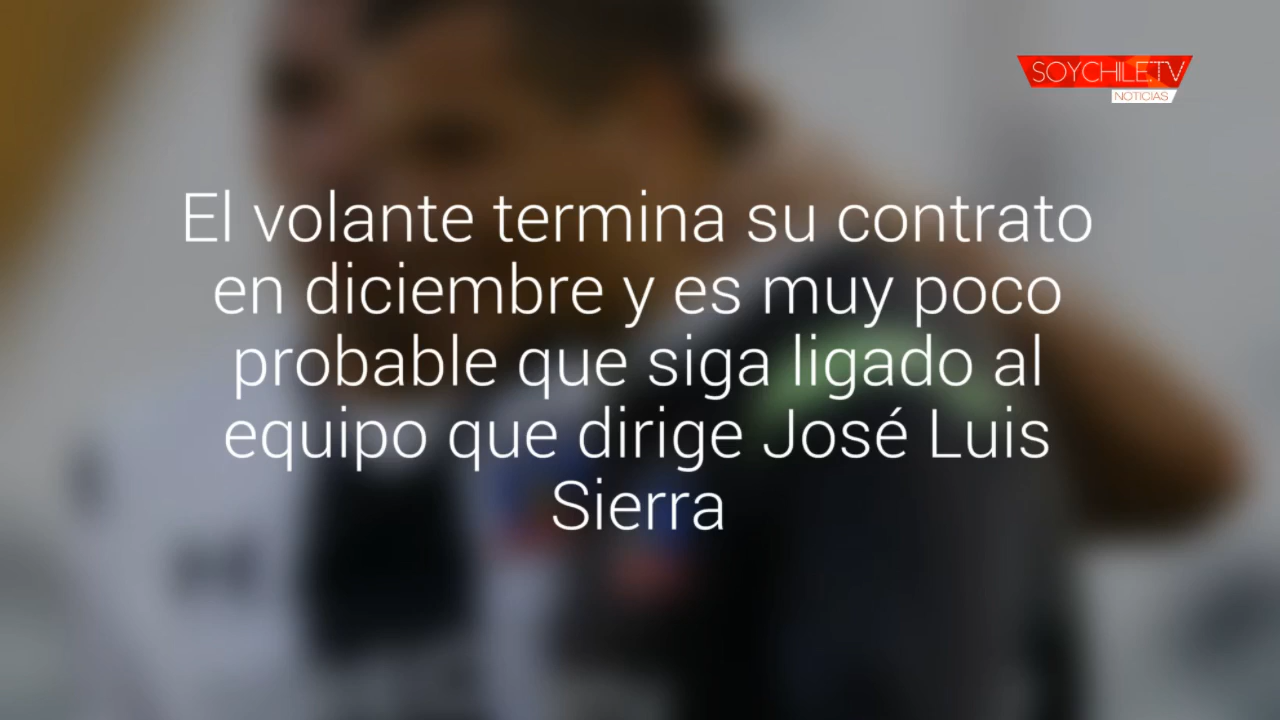 SOYCHILE.TV
NOTICIAS
El volante termina su contrato
en diciembre y es muy poco
probable que siga ligado al
equipo que dirige José Luis
Sierra